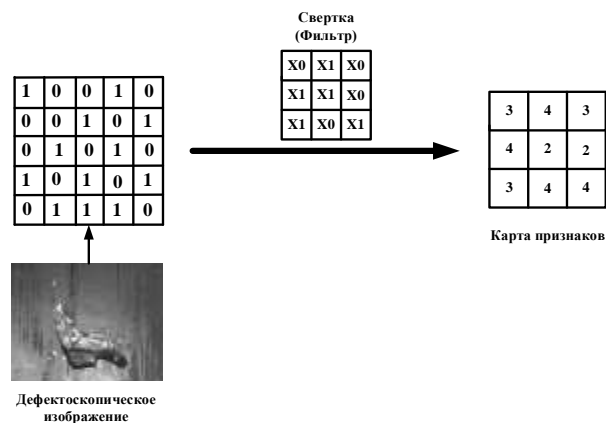 Свертка
(Фильтр)
X0 X1 X0
X1 X1 X0
X1 X0 X1
1 0 0 1 0
0 0 1 0 1
0 1 0 1 0
1 0 1 0 1
0 1 1 1 0
3 4 3
4 2 2
3 4 4
Карта признаков
Дефектоскопическое
изображение